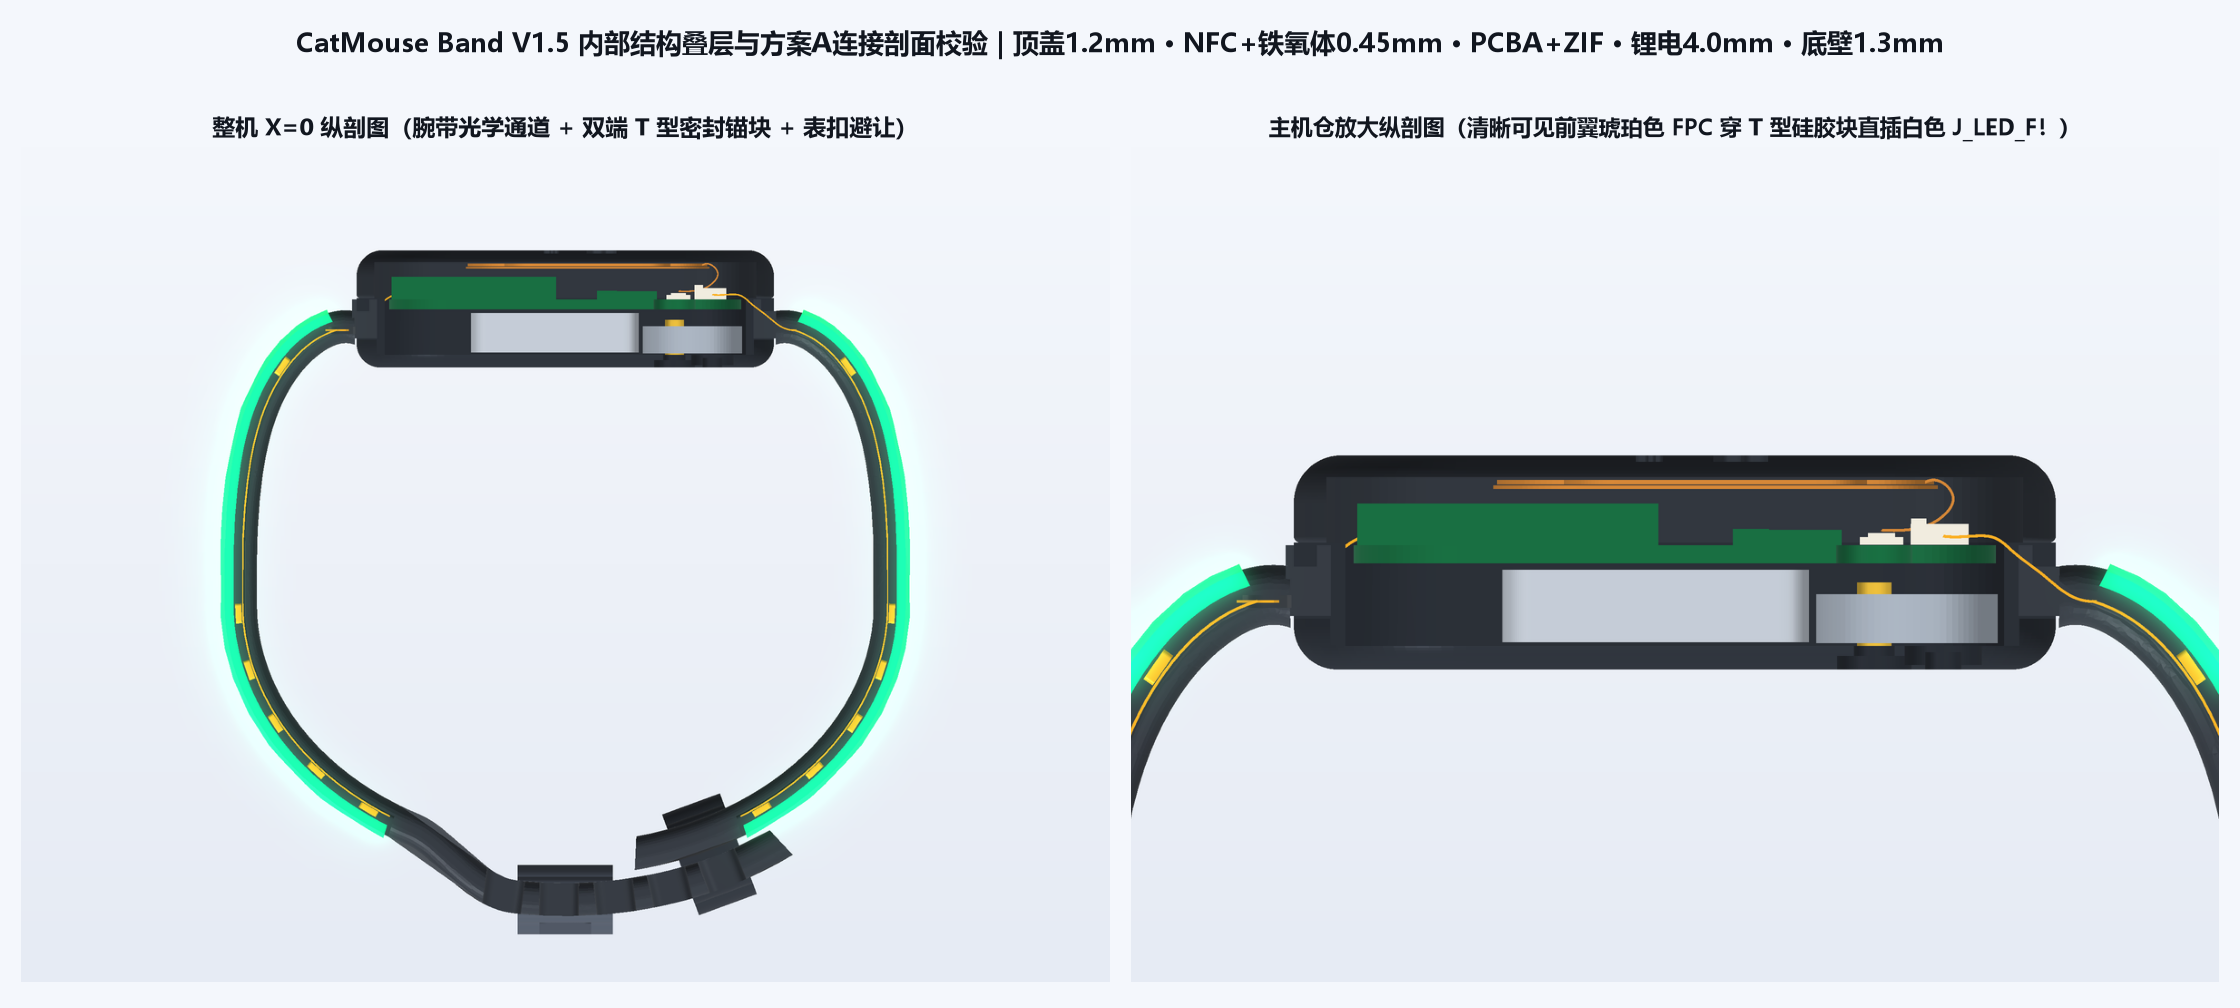 CatMouse Band V1.5 内部结构叠层与方案A连接剖面校验 | 顶盖1.2mm • NFC+铁氧体0.45mm • PCBA+ZIF • 锂电4.0mm • 底壁1.3mm
整机 X=0 纵剖图（腕带光学通道 + 双端 T 型密封锚块 + 表扣避让）
主机仓放大纵剖图（清晰可见前翼琥珀色 FPC 穿 T 型硅胶块直插白色 J_LED_F! ）